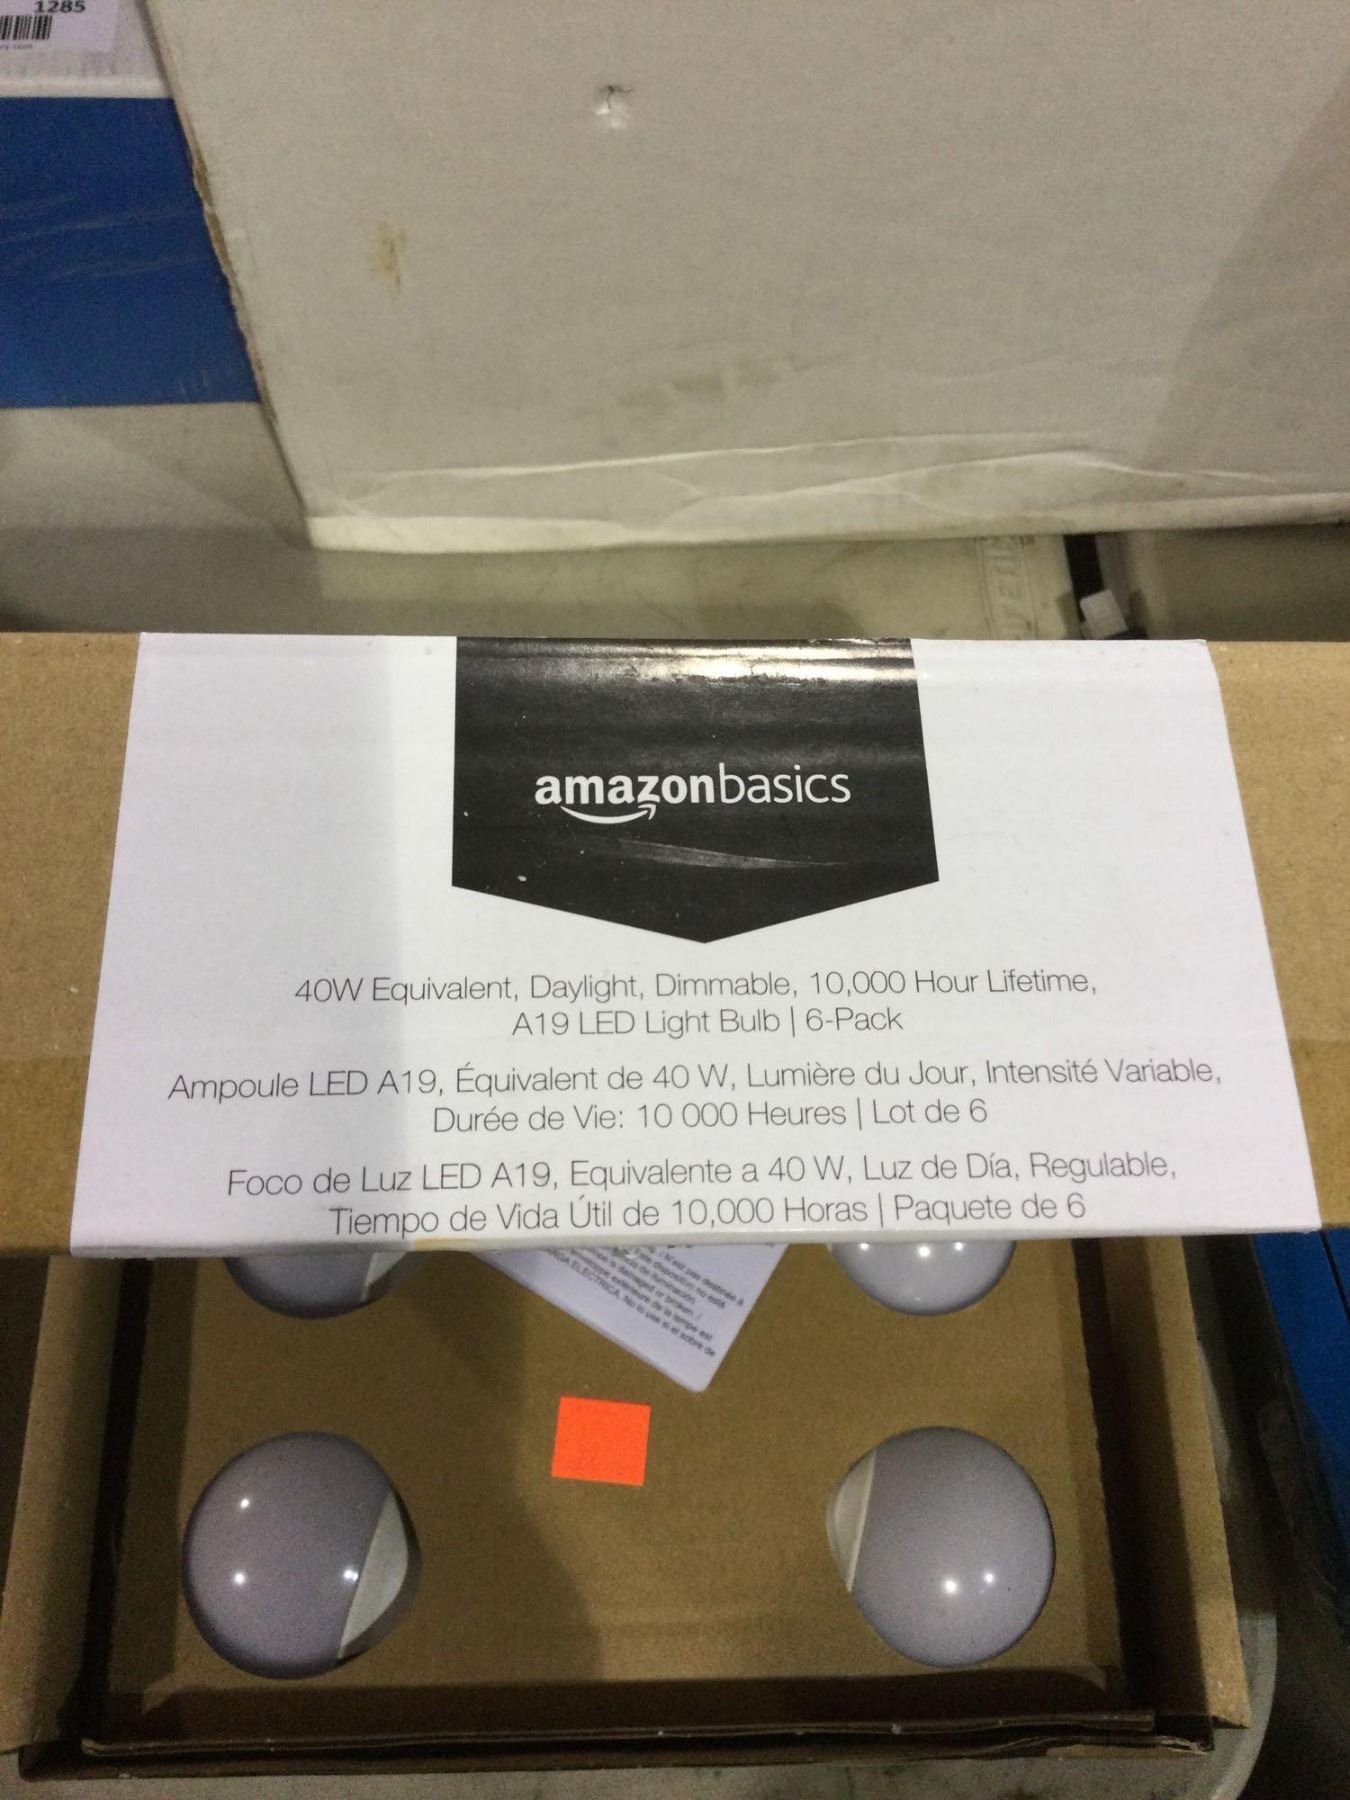 1285
amazonbasics
40W Equivalent, Daylight, Dimmable, 10,000 Hour Lifetime,
A19 LED Light Bulb | 6-Pack
Ampoule LED A19, Équivalent de 40 W, Lumière du Jour, Intensité Variable,
Durée de Vie: 10 000 Heures | Lot de 6
Foco de Luz LED A19, Equivalente a 40 W, Luz de Día, Regulable,
Tiempo de Vida Útil de 10,000 Horas | Paquete de 6